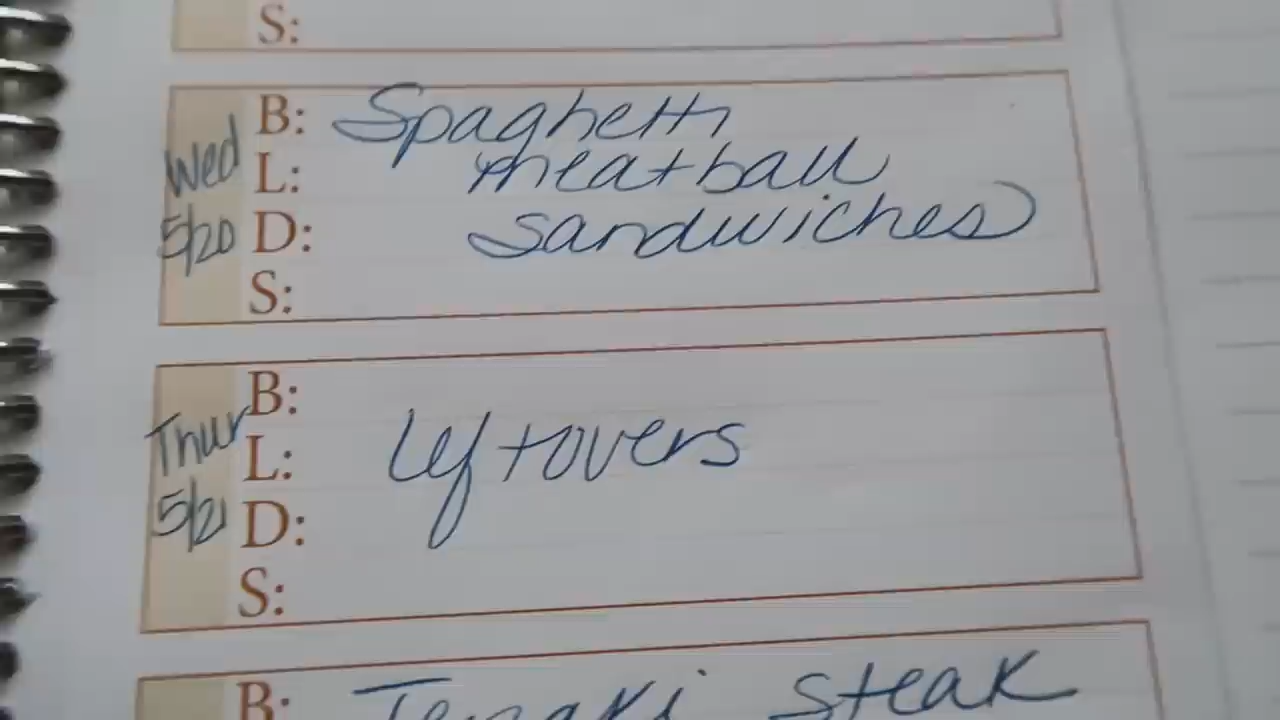 S:
Wed
5/20
B: Spaghetti
L: meatball
D: sandwiches
S:
Thur
5/21
B:
L: Leftovers
D:
S:
B: steak